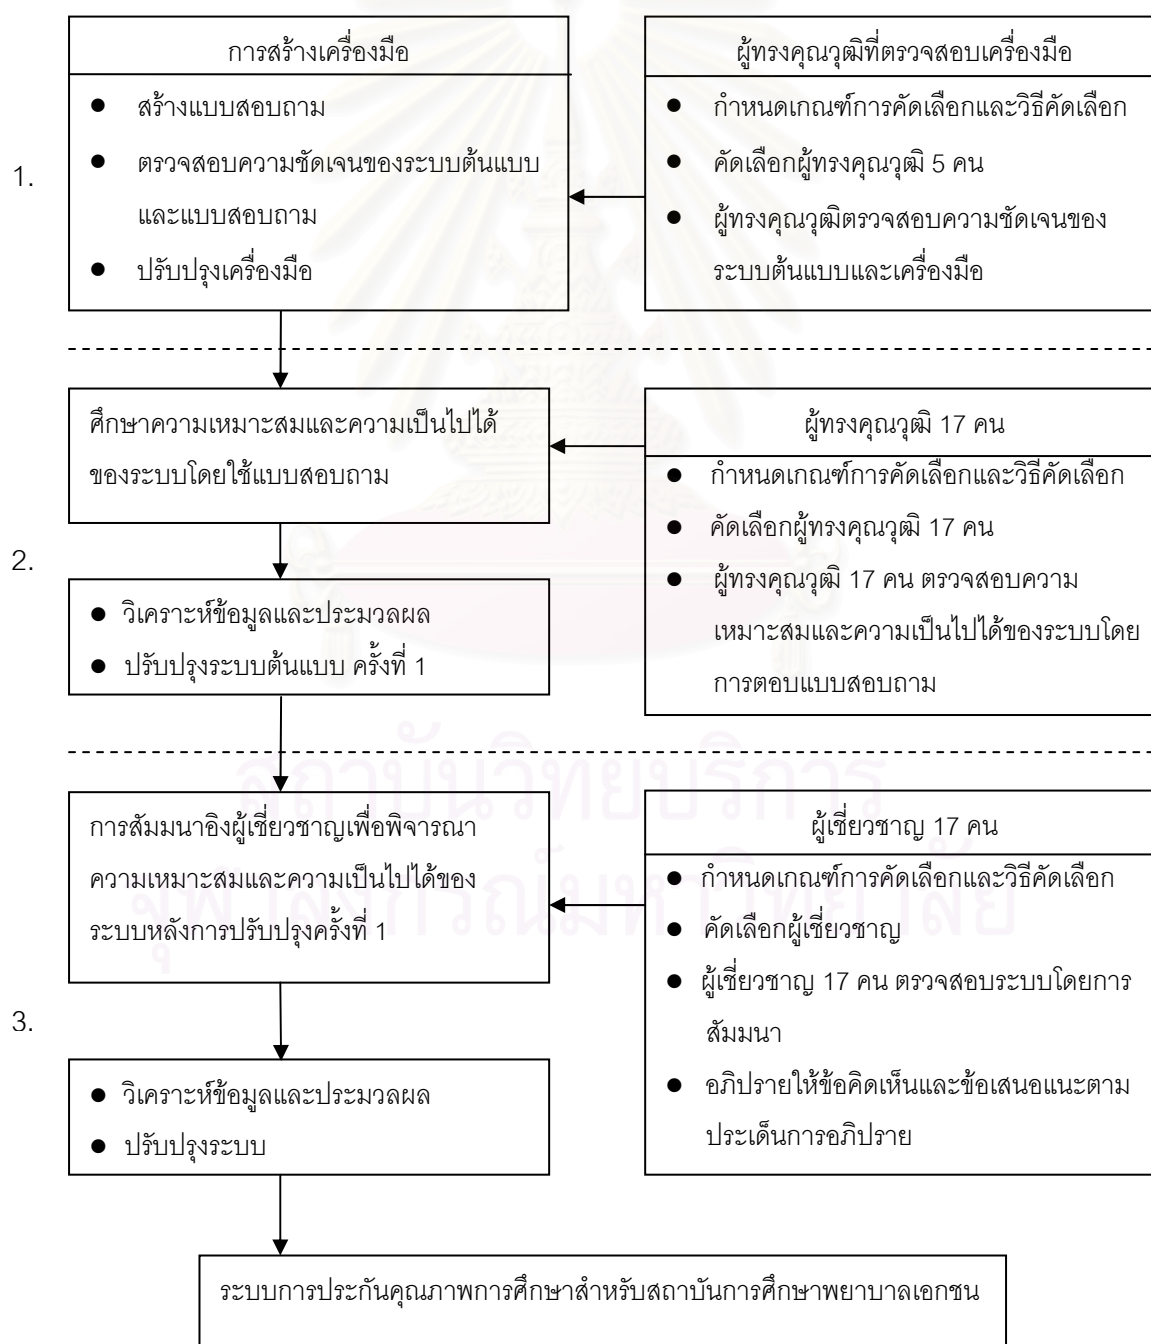 การสร้างเครื่องมือ
● สร้างแบบสอบถาม
● ตรวจสอบความชัดเจนของระบบต้นแบบ
และแบบสอบถาม
● ปรับปรุงเครื่องมือ
ผู้ทรงคุณวุฒิที่ตรวจสอบเครื่องมือ
● กำหนดเกณฑ์การคัดเลือกและวิธีคัดเลือก
● คัดเลือกผู้ทรงคุณวุฒิ 5 คน
● ผู้ทรงคุณวุฒิตรวจสอบความชัดเจนของ
ระบบต้นแบบและเครื่องมือ
1.
ศึกษาความเหมาะสมและความเป็นไปได้
ของระบบโดยใช้แบบสอบถาม
ผู้ทรงคุณวุฒิ 17 คน
● กำหนดเกณฑ์การคัดเลือกและวิธีคัดเลือก
● คัดเลือกผู้ทรงคุณวุฒิ 17 คน
● ผู้ทรงคุณวุฒิ 17 คน ตรวจสอบความ
เหมาะสมและความเป็นไปได้ของระบบโดย
การตอบแบบสอบถาม
2.
● วิเคราะห์ข้อมูลและประมวลผล
● ปรับปรุงระบบต้นแบบ ครั้งที่ 1
สถาบันวิทยบริการ
จุฬาลงกรณ์มหาวิทยาลัย
การสัมมนาอิงผู้เชี่ยวชาญเพื่อพิจารณา
ความเหมาะสมและความเป็นไปได้ของ
ระบบหลังการปรับปรุงครั้งที่ 1
ผู้เชี่ยวชาญ 17 คน
● กำหนดเกณฑ์การคัดเลือกและวิธีคัดเลือก
● คัดเลือกผู้เชี่ยวชาญ
● ผู้เชี่ยวชาญ 17 คน ตรวจสอบระบบโดยการ
สัมมนา
● อภิปรายให้ข้อคิดเห็นและข้อเสนอแนะตาม
ประเด็นการอภิปราย
3.
● วิเคราะห์ข้อมูลและประมวลผล
● ปรับปรุงระบบ
ระบบการประกันคุณภาพการศึกษาสำหรับสถาบันการศึกษาพยาบาลเอกชน